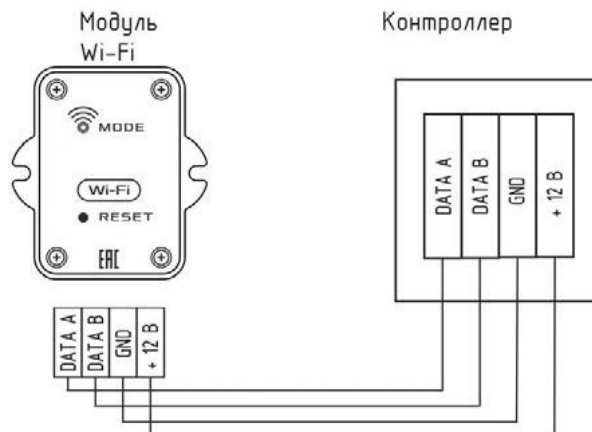 Модуль
Wi-Fi
Контроллер
MODE
Wi-Fi
RESET
EAC
DATA A
DATA B
GND
+ 12 В
DATA A
DATA B
GND
+ 12 В